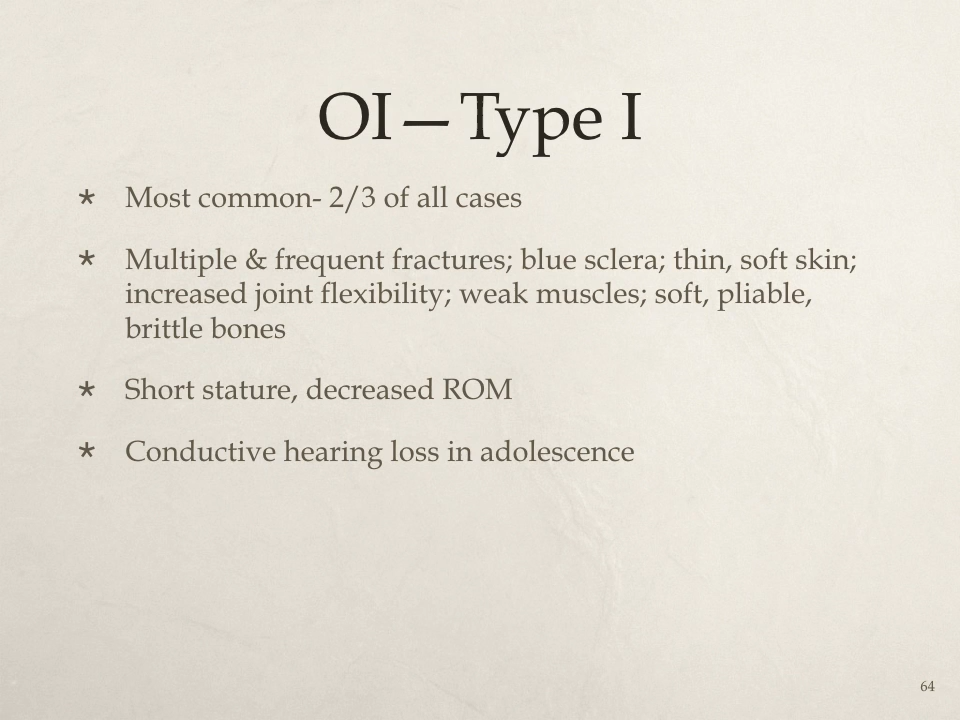 OI—Type I
* Most common- 2/3 of all cases
* Multiple & frequent fractures; blue sclera; thin, soft skin;
increased joint flexibility; weak muscles; soft, pliable,
brittle bones
* Short stature, decreased ROM
* Conductive hearing loss in adolescence
64